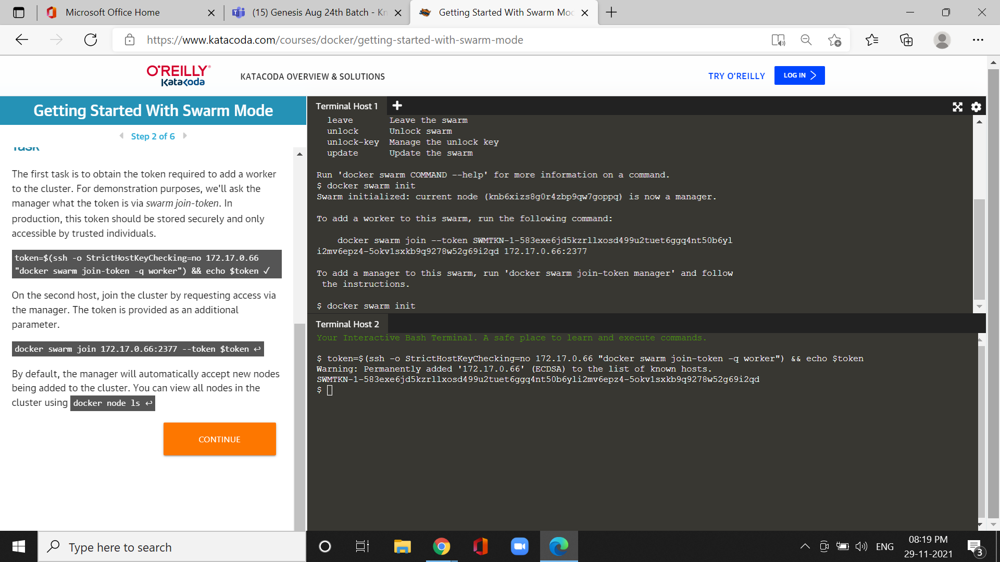 Microsoft Office Home
(15) Genesis Aug 24th Batch - Kn
Getting Started With Swarm Mod
https://www.katacoda.com/courses/docker/getting-started-with-swarm-mode
O'REILLY
Katacoda
KATACODA OVERVIEW & SOLUTIONS
TRY O'REILLY
LOG IN
Getting Started With Swarm Mode
Step 2 of 6
Task
The first task is to obtain the token required to add a worker
to the cluster. For demonstration purposes, we'll ask the
manager what the token is via swarm join-token. In
production, this token should be stored securely and only
accessible by trusted individuals.
token=$(ssh -o StrictHostKeyChecking=no 172.17.0.66
"docker swarm join-token -q worker") && echo $token ✓
On the second host, join the cluster by requesting access via
the manager. The token is provided as an additional
parameter.
docker swarm join 172.17.0.66:2377 --token $token ↩
By default, the manager will automatically accept new nodes
being added to the cluster. You can view all nodes in the
cluster using docker node ls ↩
CONTINUE
Terminal Host 1
leave Leave the swarm
unlock Unlock swarm
unlock-key Manage the unlock key
update Update the swarm
Run 'docker swarm COMMAND --help' for more information on a command.
$ docker swarm init
Swarm initialized: current node (knb6xizs8g0r4zbp9qw7goppq) is now a manager.
To add a worker to this swarm, run the following command:
docker swarm join --token SWMTKN-1-583exe6jd5kzrllxosd499u2tuet6ggq4nt50b6yl
i2mv6epz4-5okv1sxkb9q9278w52g69i2qd 172.17.0.66:2377
To add a manager to this swarm, run 'docker swarm join-token manager' and follow
the instructions.
$ docker swarm init
Terminal Host 2
Your Interactive Bash Terminal. A safe place to learn and execute commands.
$ token=$(ssh -o StrictHostKeyChecking=no 172.17.0.66 "docker swarm join-token -q worker") && echo $token
Warning: Permanently added '172.17.0.66' (ECDSA) to the list of known hosts.
SWMTKN-1-583exe6jd5kzrllxosd499u2tuet6ggq4nt50b6yli2mv6epz4-5okv1sxkb9q9278w52g69i2qd
$
Type here to search
ENG
08:19 PM
29-11-2021
3